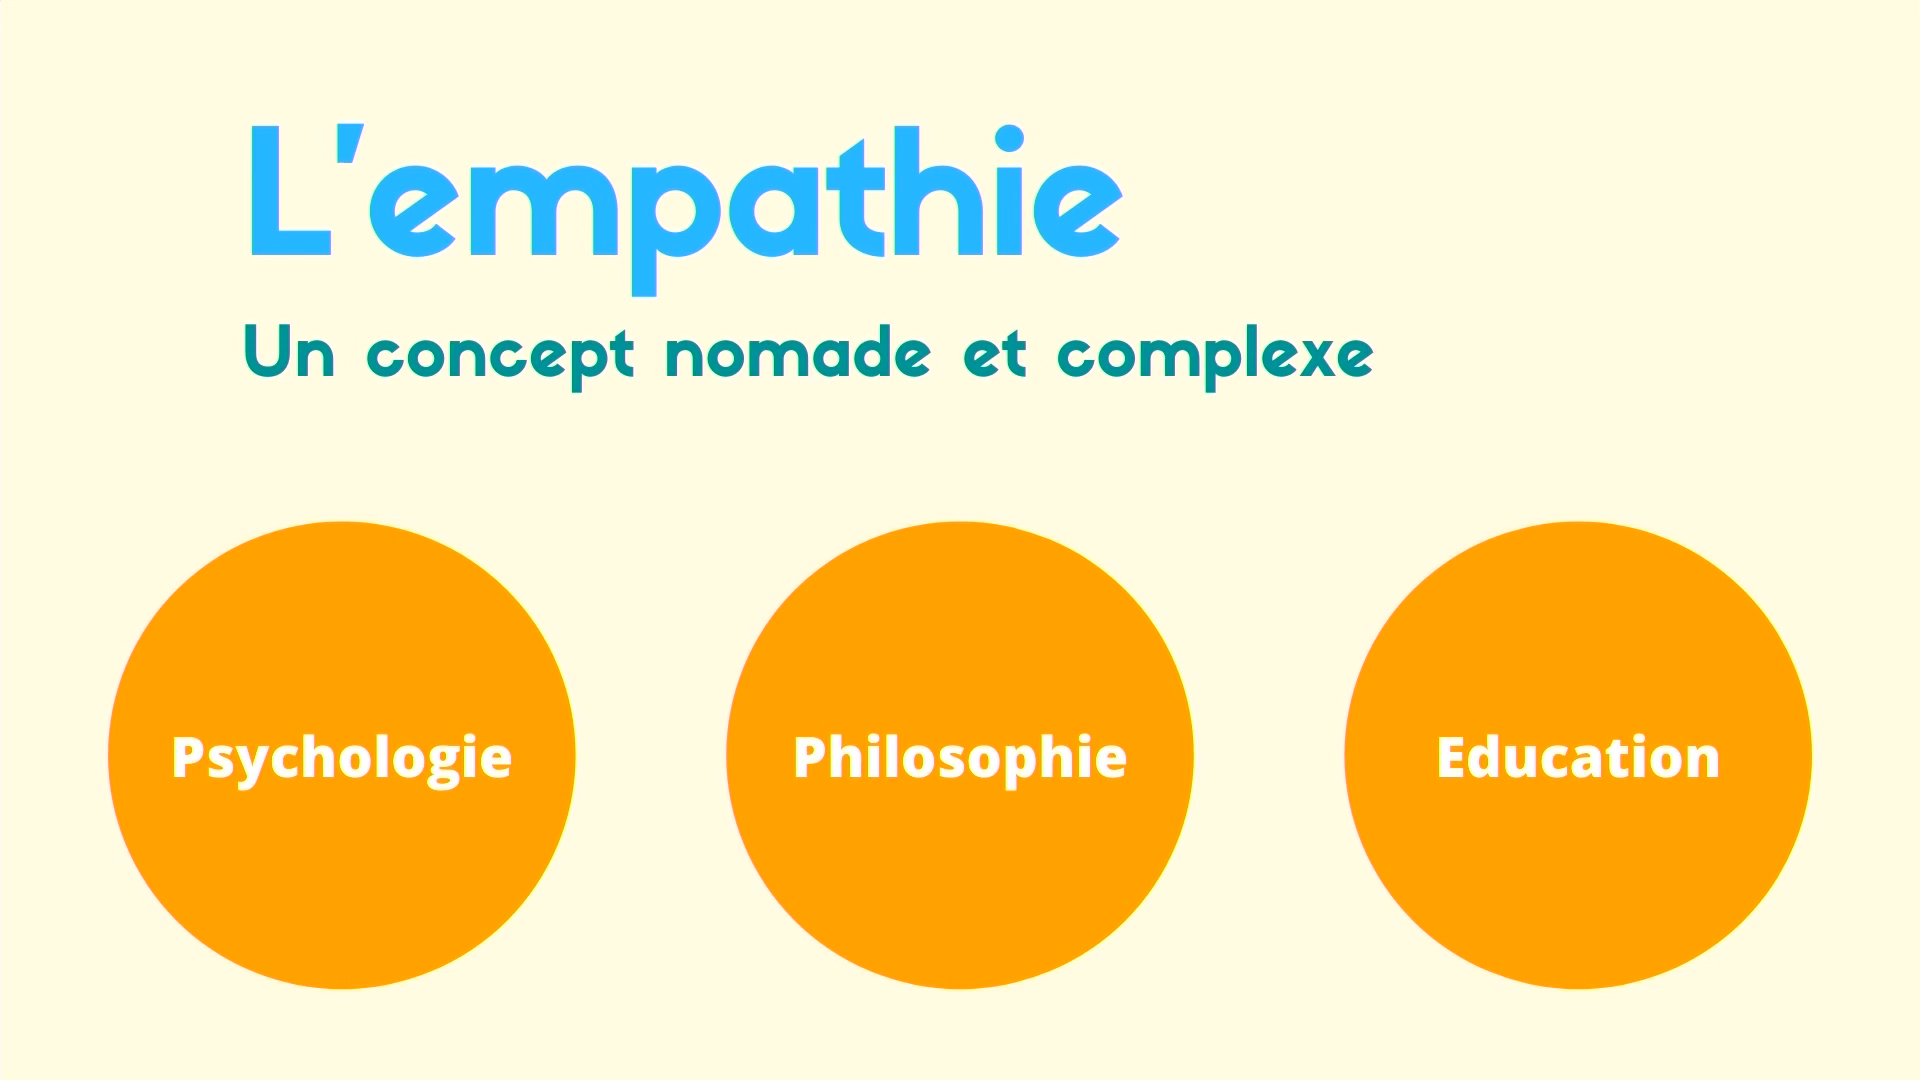 L'empathie
Un concept nomade et complexe
Psychologie
Philosophie
Education